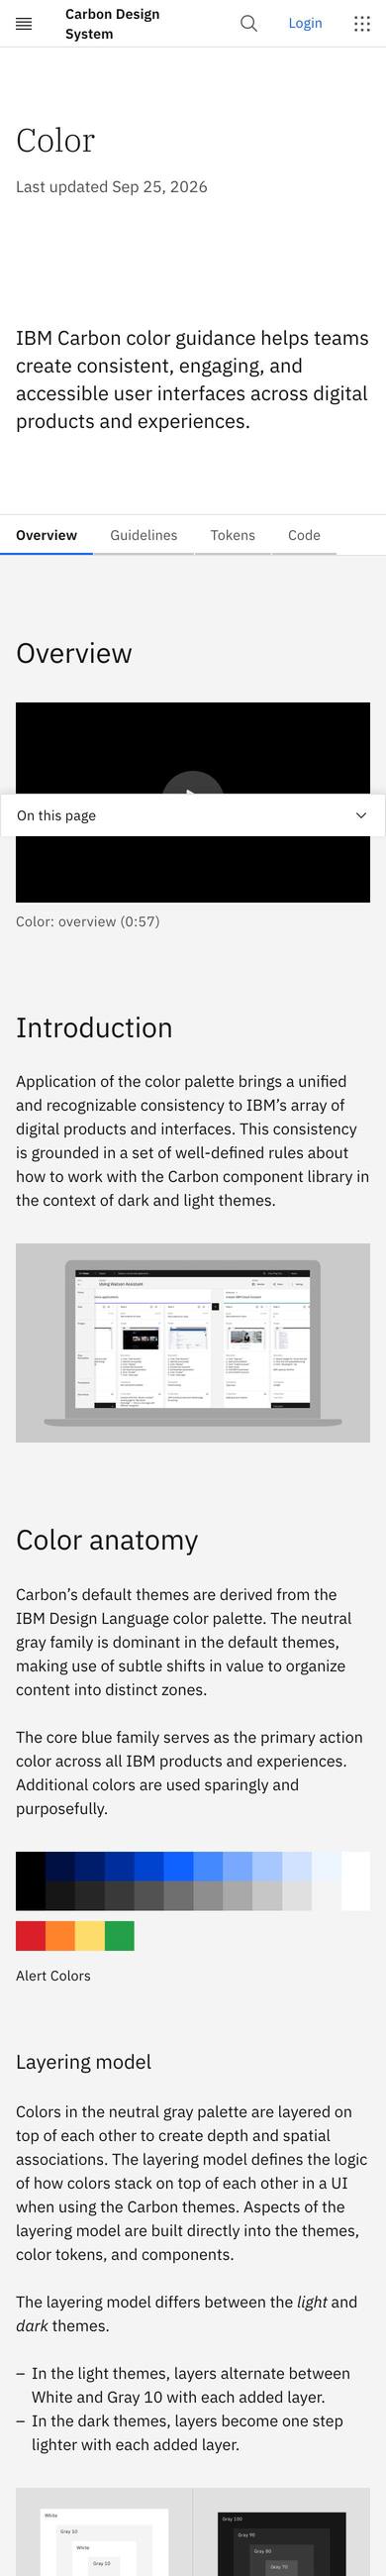 Carbon Design
System
Login
Color
Last updated Sep 25, 2026
IBM Carbon color guidance helps teams
create consistent, engaging, and
accessible user interfaces across digital
products and experiences.
Overview Guidelines Tokens Code
Overview
On this page
Color: overview (0:57)
Introduction
Application of the color palette brings a unified
and recognizable consistency to IBM’s array of
digital products and interfaces. This consistency
is grounded in a set of well-defined rules about
how to work with the Carbon component library in
the context of dark and light themes.
Using Watson Assistant
Color anatomy
Carbon’s default themes are derived from the
IBM Design Language color palette. The neutral
gray family is dominant in the default themes,
making use of subtle shifts in value to organize
content into distinct zones.
The core blue family serves as the primary action
color across all IBM products and experiences.
Additional colors are used sparingly and
purposefully.
Alert Colors
Layering model
Colors in the neutral gray palette are layered on
top of each other to create depth and spatial
associations. The layering model defines the logic
of how colors stack on top of each other in a UI
when using the Carbon themes. Aspects of the
layering model are built directly into the themes,
color tokens, and components.
The layering model differs between the light and
dark themes.
– In the light themes, layers alternate between
White and Gray 10 with each added layer.
– In the dark themes, layers become one step
lighter with each added layer.
White
Gray 10
White
Gray 10
Gray 100
Gray 90
Gray 80
Gray 70